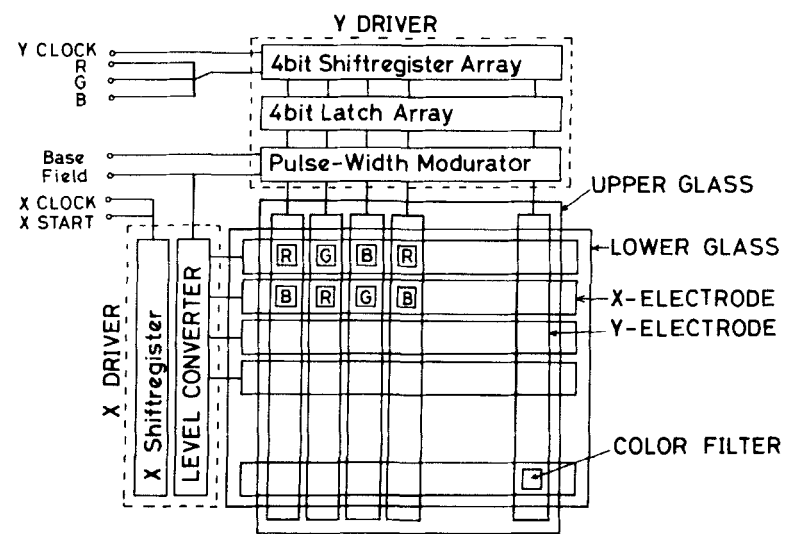 Y DRIVER
Y CLOCK
R
G
B
4bit Shiftregister Array
4bit Latch Array
Base
Field
Pulse-Width Modurator
X CLOCK
X START
UPPER GLASS
LOWER GLASS
X-ELECTRODE
Y-ELECTRODE
COLOR FILTER
R G B R
B R G B
X DRIVER
X Shiftregister
LEVEL CONVERTER